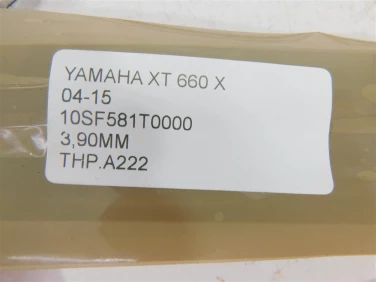 YAMAHA XT 660 X
04-15
10SF581T0000
3,90MM
THP.A222